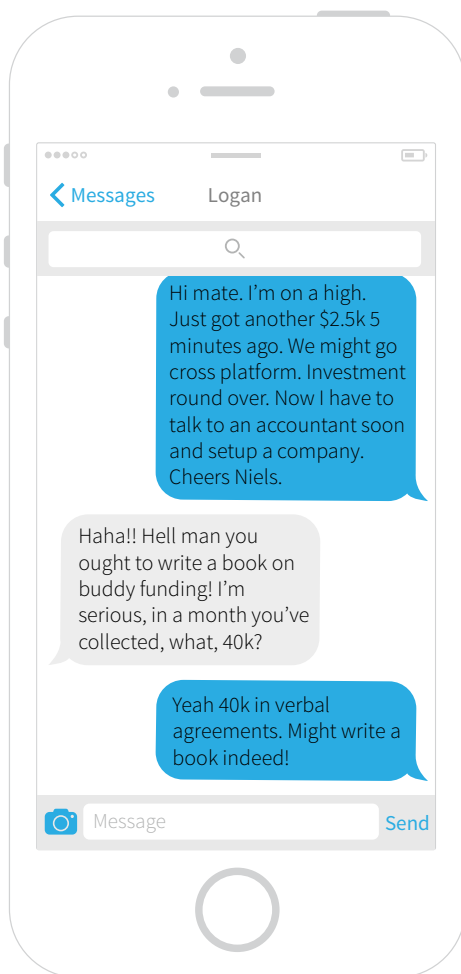 Messages Logan
Hi mate. I’m on a high.
Just got another $2.5k 5
minutes ago. We might go
cross platform. Investment
round over. Now I have to
talk to an accountant soon
and setup a company.
Cheers Niels.
Haha!! Hell man you
ought to write a book on
buddy funding! I’m
serious, in a month you’ve
collected, what, 40k?
Yeah 40k in verbal
agreements. Might write a
book indeed!
Message Send